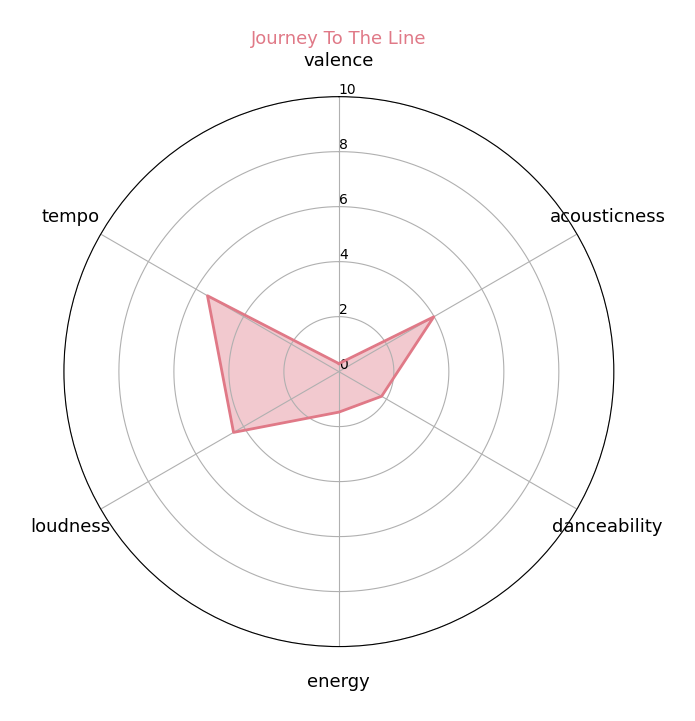 Journey To The Line
valence
10
8
6
4
2
0
tempo
acousticness
loudness
danceability
energy